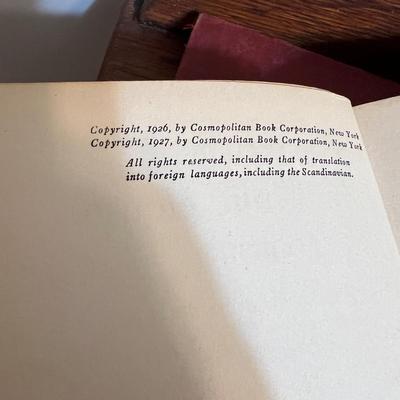 Copyright, 1926, by Cosmopolitan Book Corporation, New York
Copyright, 1927, by Cosmopolitan Book Corporation, New York
All rights reserved, including that of translation
into foreign languages, including the Scandinavian.